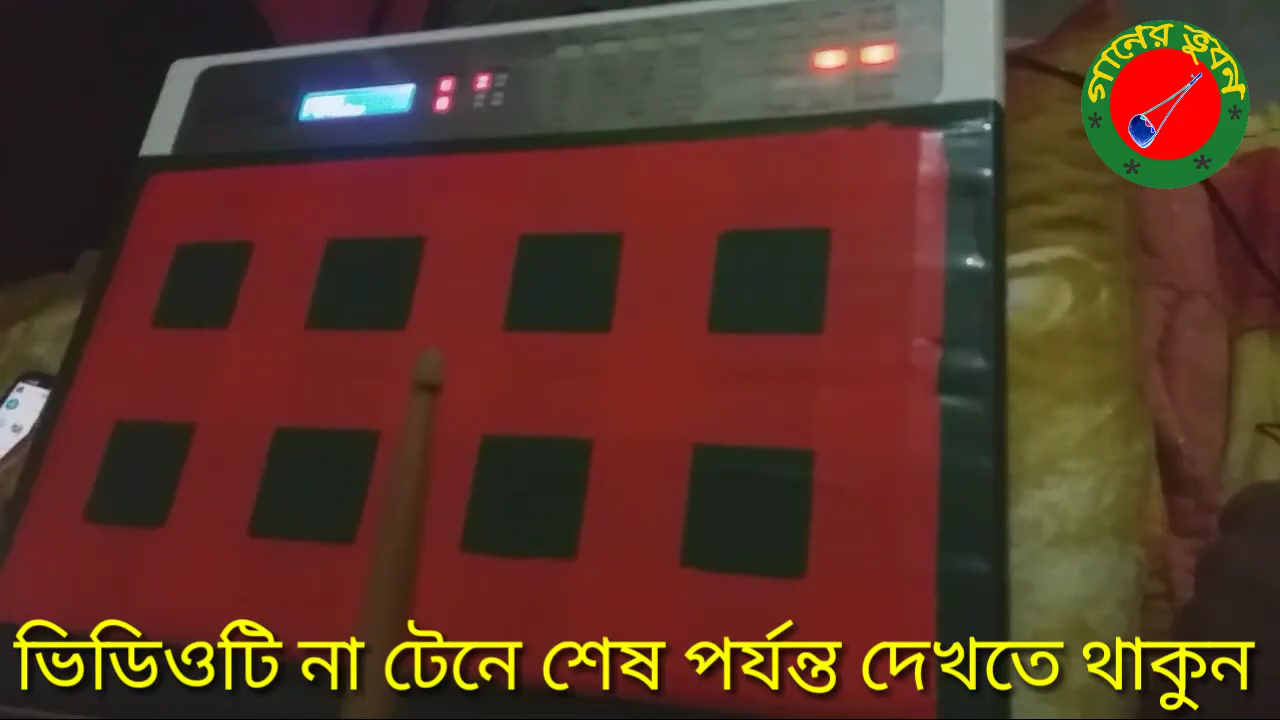 গানের ভুবন
ভিডিওটি না টেনে শেষ পর্যন্ত দেখতে থাকুন